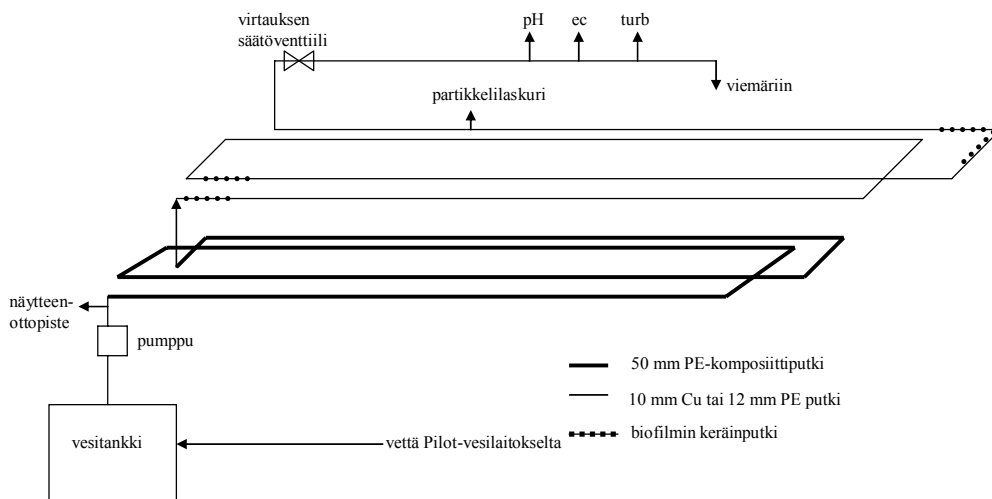 virtauksen
säätöventtiili
pH
ec
turb
viemäriin
partikkelilaskuri
näytteen-
ottopiste
pumppu
50 mm PE-komposiittiputki
10 mm Cu tai 12 mm PE putki
vesitankki
vettä Pilot-vesilaitokselta
biofilmin keräinputki